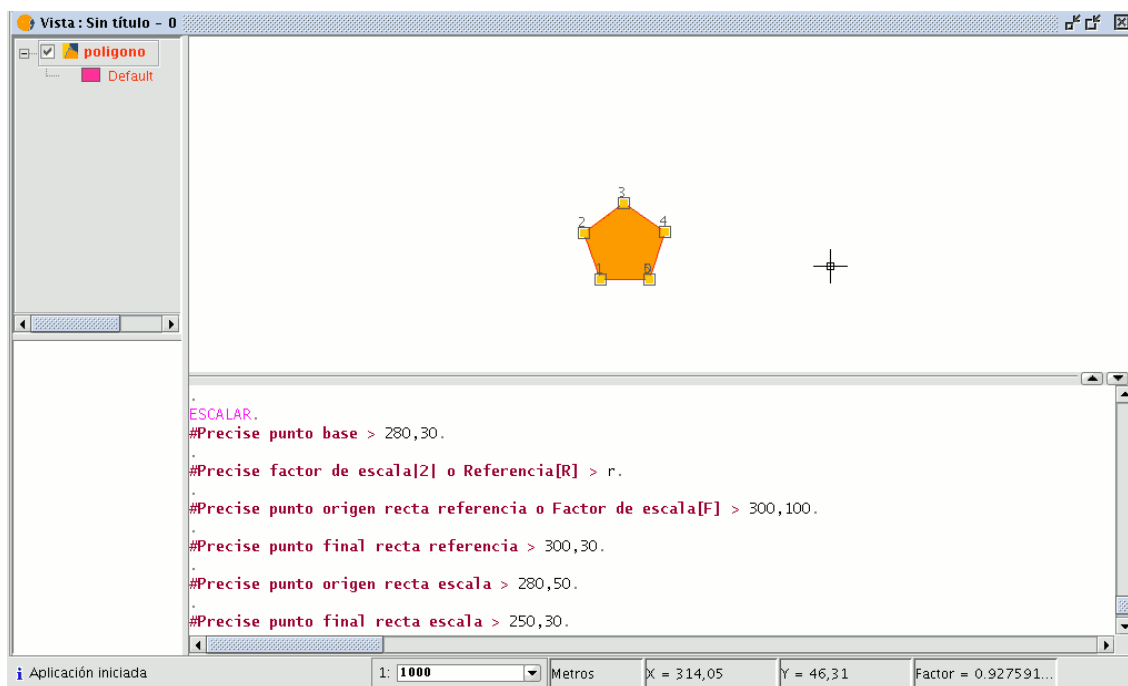 Vista : Sin título - 0
poligono
Default
3
2
4
1
ESCALAR.
#Precise punto base > 280,30.
.
#Precise factor de escala|2| o Referencia[R] > r.
.
#Precise punto origen recta referencia o Factor de escala[F] > 300,100.
.
#Precise punto final recta referencia > 300,30.
.
#Precise punto origen recta escala > 280,50.
.
#Precise punto final recta escala > 250,30.
Aplicación iniciada
1: 1000
Metros
X = 314,05
Y = 46,31
Factor = 0.927591...